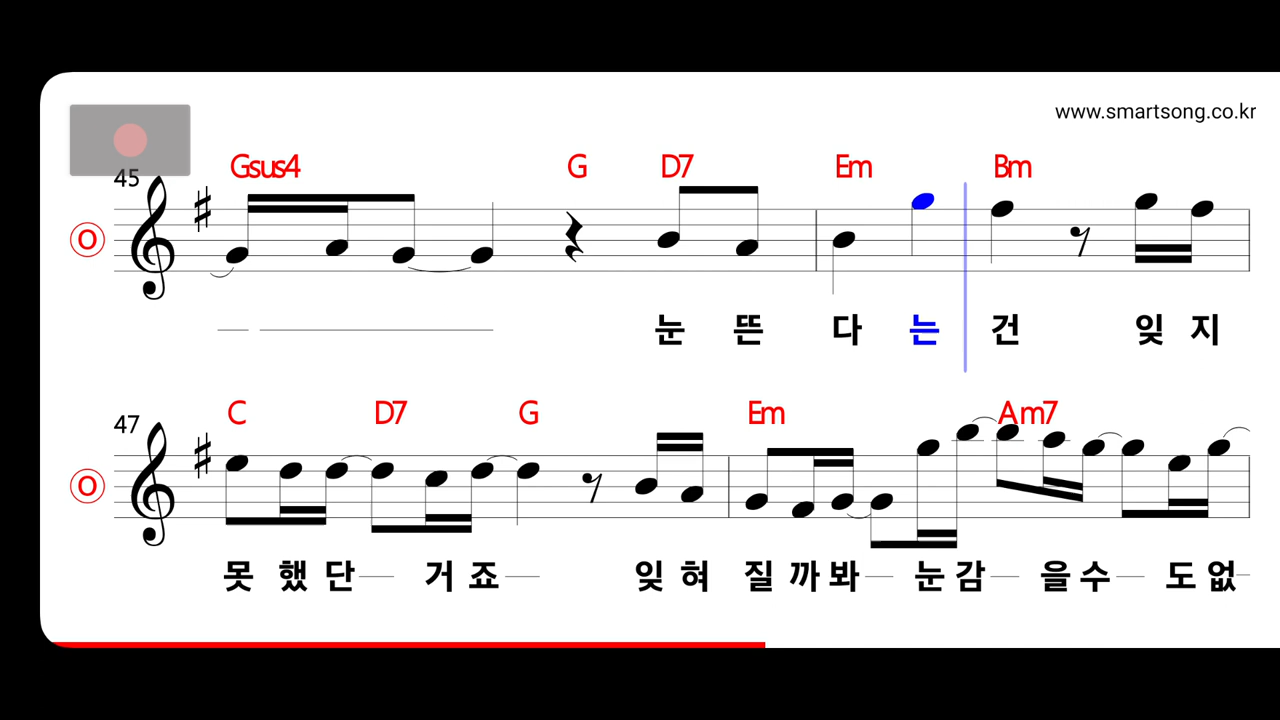 www.smartsong.co.kr
Gsus4 G D7 Em Bm
45
O
눈 뜬 다 는 건 잊 지
C D7 G Em Am7
47
O
못 했 단 거 죠 잊 혀 질 까 봐 눈 감 을 수 도 없